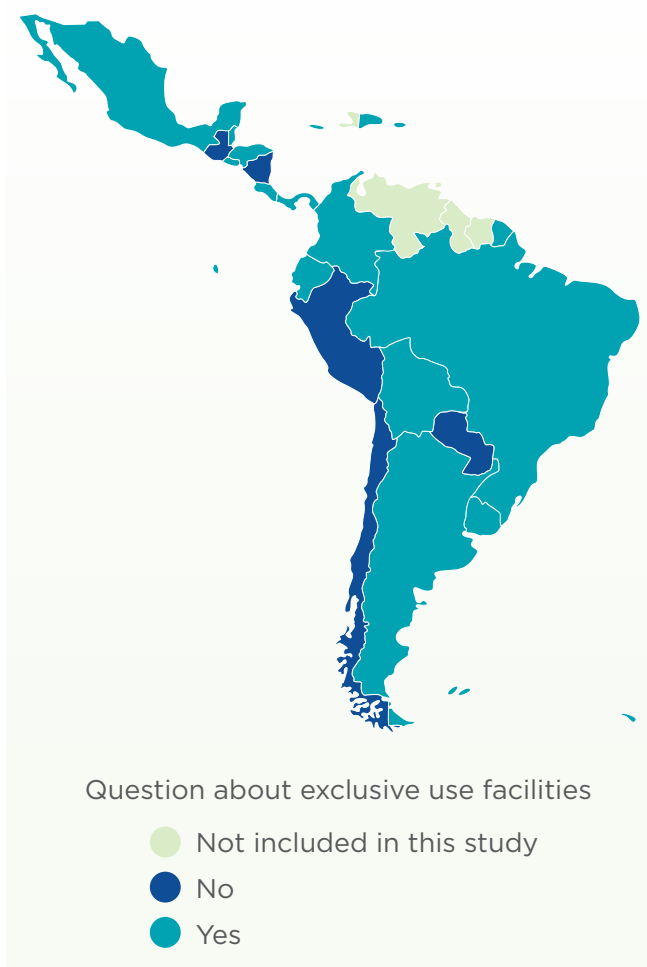 Question about exclusive use facilities
Not included in this study
No
Yes